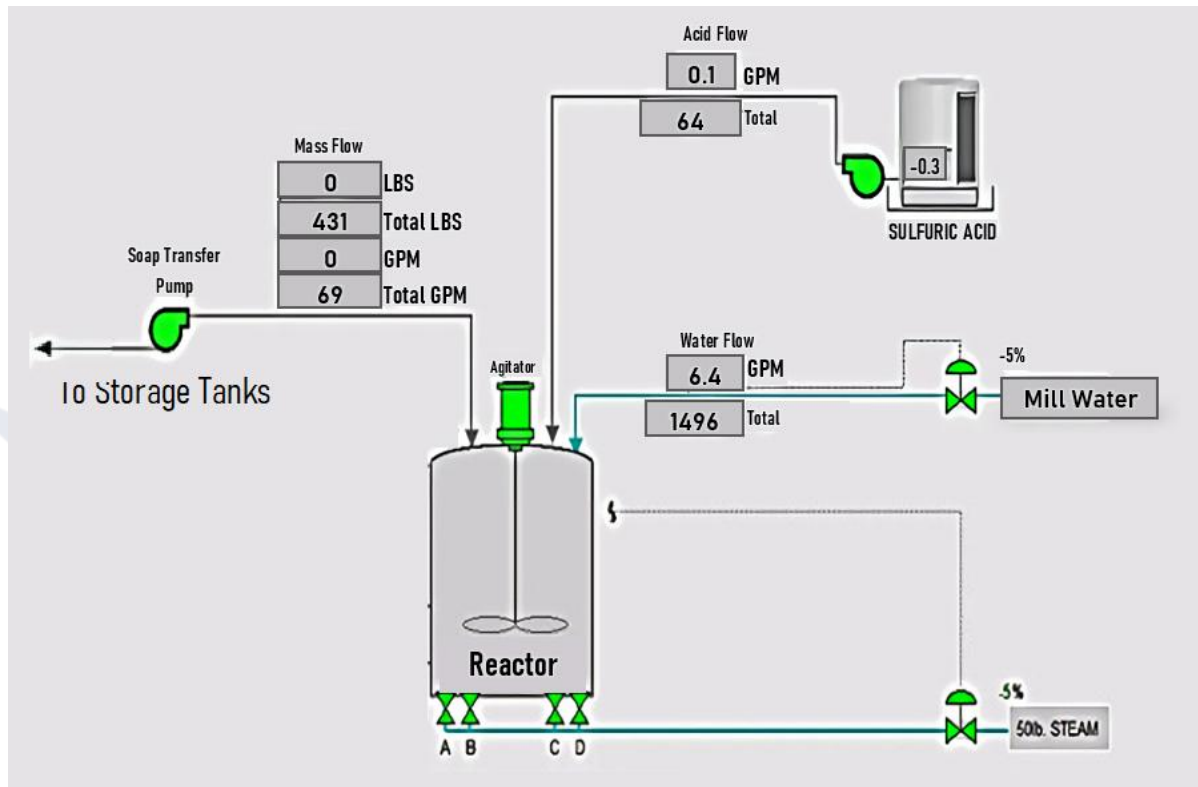 Acid Flow
0.1 GPM
64 Total
-0.3
SULFURIC ACID
Mass Flow
0 LBS
431 Total LBS
0 GPM
69 Total GPM
Soap Transfer
Pump
To Storage Tanks
Agitator
Water Flow
6.4 GPM
1496 Total
-5%
Mill Water
Reactor
A B C D
-5%
50lb. STEAM